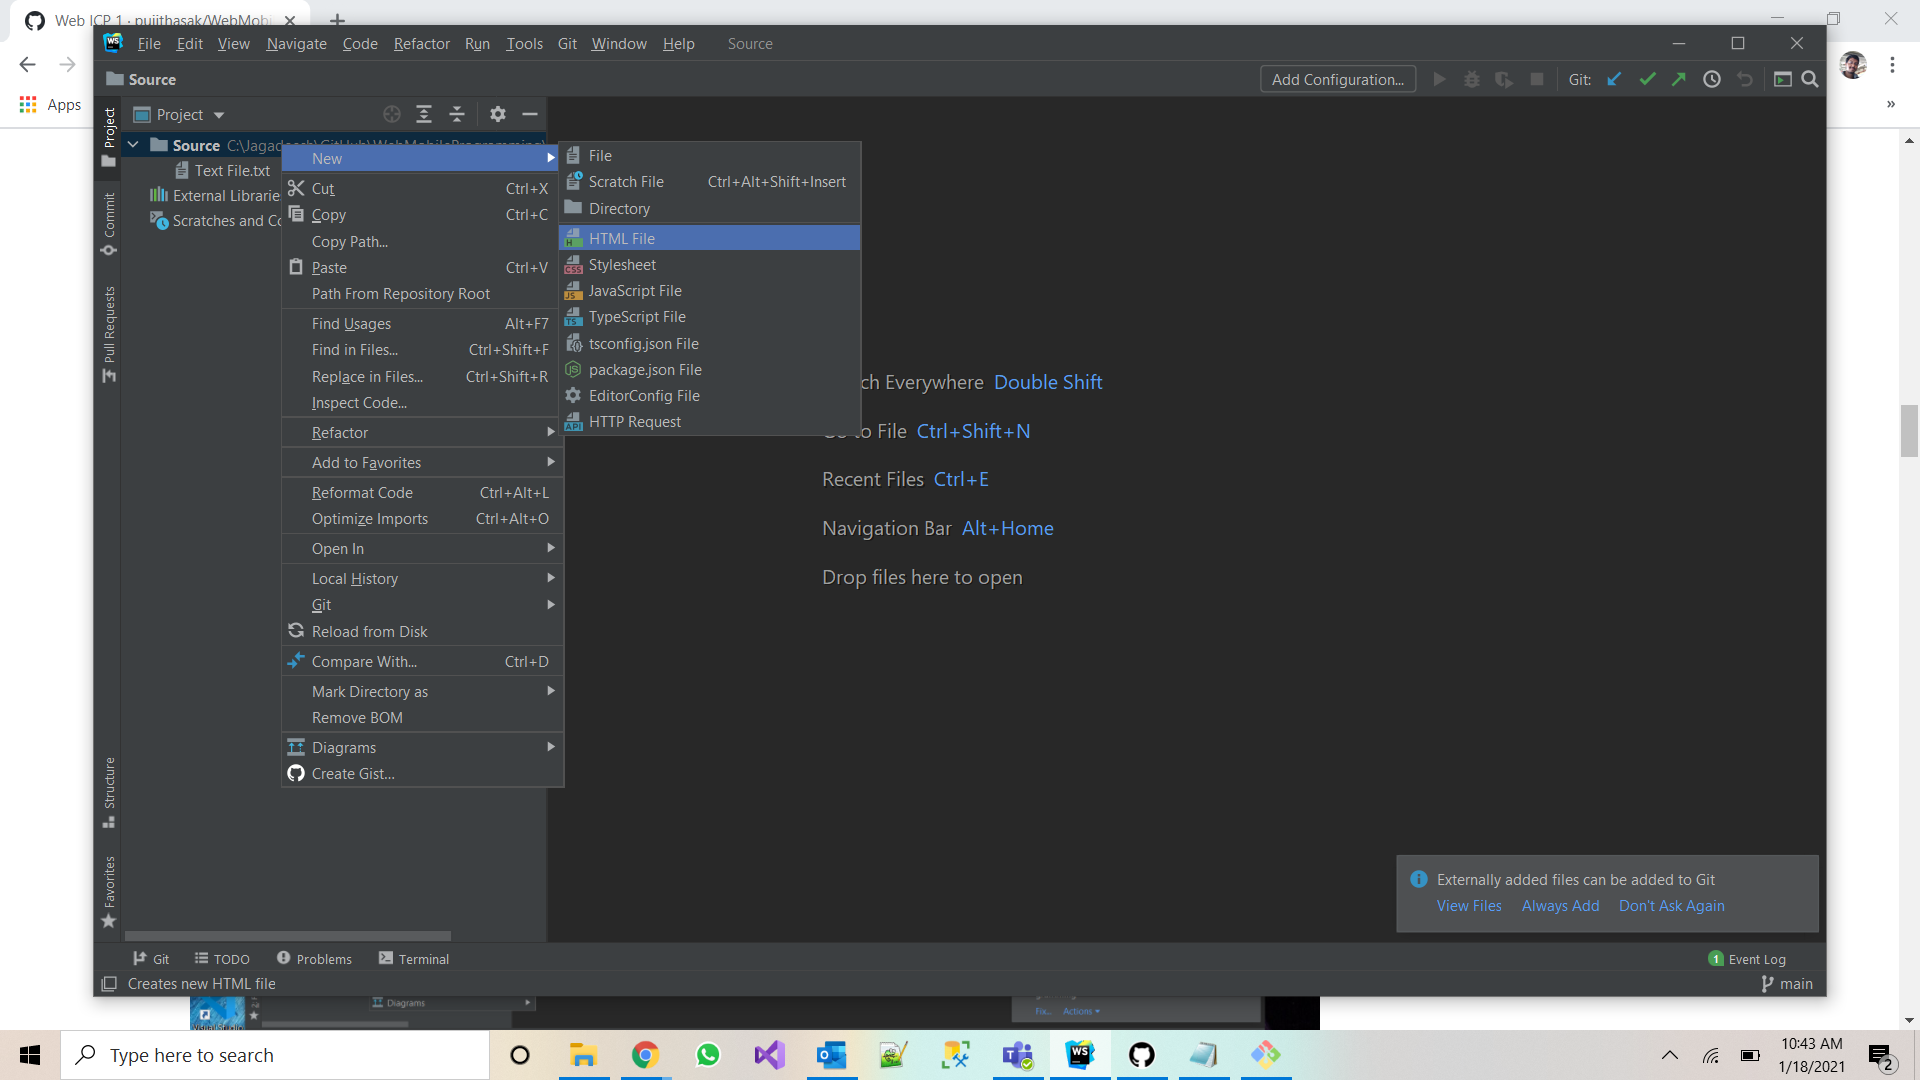 Web ICP 1 · pujithasak/WebMobi
File Edit View Navigate Code Refactor Run Tools Git Window Help Source
Source
Add Configuration...
Git:
Apps
»
Project
Commit
Pull Requests
Structure
Favorites
Project
Source
Text File.txt
External Librarie
Scratches and Co
New
Cut Ctrl+X
Copy Ctrl+C
Copy Path...
Paste Ctrl+V
Path From Repository Root
Find Usages Alt+F7
Find in Files... Ctrl+Shift+F
Replace in Files... Ctrl+Shift+R
Inspect Code...
Refactor
Add to Favorites
Reformat Code Ctrl+Alt+L
Optimize Imports Ctrl+Alt+O
Open In
Local History
Git
Reload from Disk
Compare With... Ctrl+D
Mark Directory as
Remove BOM
Diagrams
Create Gist...
File
Scratch File Ctrl+Alt+Shift+Insert
Directory
HTML File
Stylesheet
JavaScript File
TypeScript File
tsconfig.json File
package.json File
EditorConfig File
HTTP Request
ch Everywhere Double Shift
Go to File Ctrl+Shift+N
Recent Files Ctrl+E
Navigation Bar Alt+Home
Drop files here to open
Externally added files can be added to Git
View Files Always Add Don't Ask Again
Git TODO Problems Terminal
1 Event Log
Creates new HTML file
main
Diagrams
Fix... Actions
Type here to search
10:43 AM
1/18/2021
2